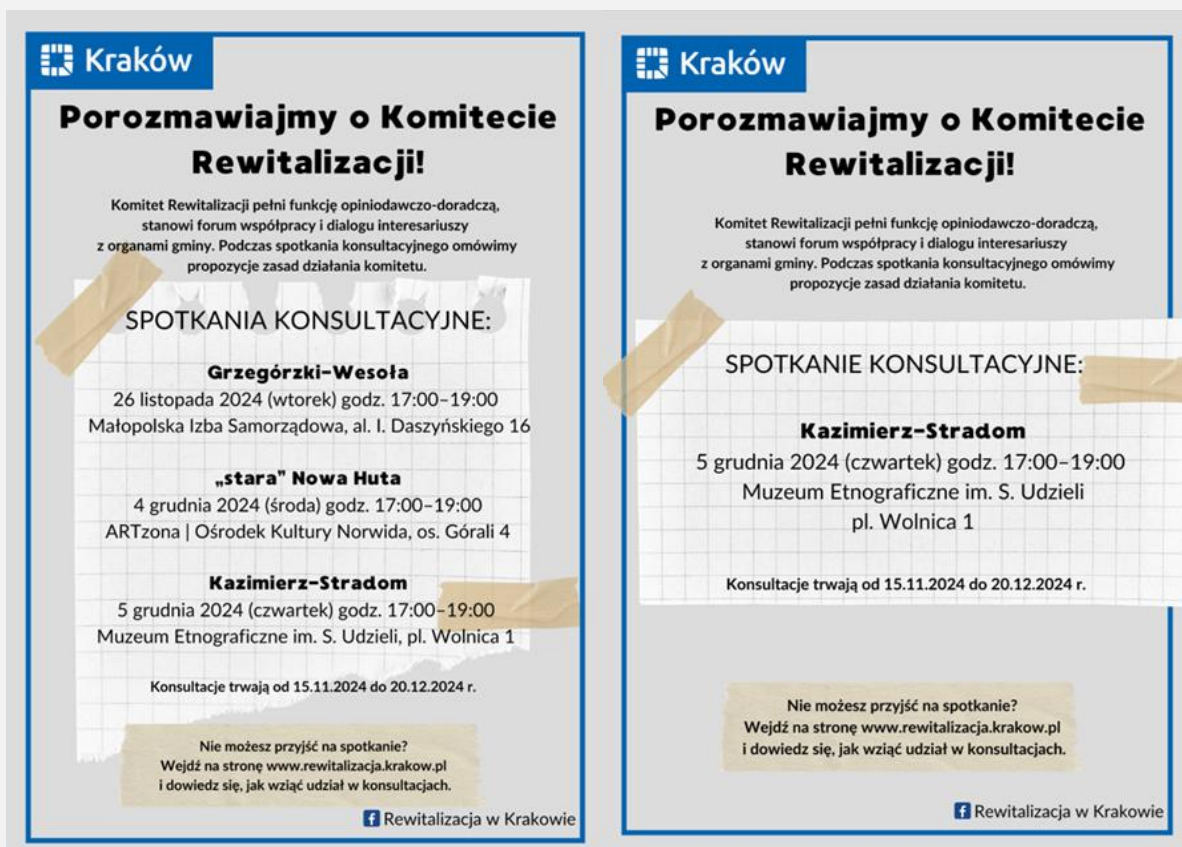 Kraków
Porozmawiajmy o Komitecie
Rewitalizacji!
Komitet Rewitalizacji pełni funkcję opiniodawczo-doradczą,
stanowi forum współpracy i dialogu interesariuszy
z organami gminy. Podczas spotkania konsultacyjnego omówimy
propozycje zasad działania komitetu.
SPOTKANIA KONSULTACYJNE:
Grzegórzki-Wesoła
26 listopada 2024 (wtorek) godz. 17:00–19:00
Małopolska Izba Samorządowa, al. I. Daszyńskiego 16
„stara" Nowa Huta
4 grudnia 2024 (środa) godz. 17:00–19:00
ARTzona | Ośrodek Kultury Norwida, os. Górali 4
Kazimierz-Stradom
5 grudnia 2024 (czwartek) godz. 17:00–19:00
Muzeum Etnograficzne im. S. Udzieli, pl. Wolnica 1
Konsultacje trwają od 15.11.2024 do 20.12.2024 r.
Nie możesz przyjść na spotkanie?
Wejdź na stronę www.rewitalizacja.krakow.pl
i dowiedz się, jak wziąć udział w konsultacjach.
Rewitalizacja w Krakowie
Kraków
Porozmawiajmy o Komitecie
Rewitalizacji!
Komitet Rewitalizacji pełni funkcję opiniodawczo-doradczą,
stanowi forum współpracy i dialogu interesariuszy
z organami gminy. Podczas spotkania konsultacyjnego omówimy
propozycje zasad działania komitetu.
SPOTKANIE KONSULTACYJNE:
Kazimierz-Stradom
5 grudnia 2024 (czwartek) godz. 17:00–19:00
Muzeum Etnograficzne im. S. Udzieli
pl. Wolnica 1
Konsultacje trwają od 15.11.2024 do 20.12.2024 r.
Nie możesz przyjść na spotkanie?
Wejdź na stronę www.rewitalizacja.krakow.pl
i dowiedz się, jak wziąć udział w konsultacjach.
Rewitalizacja w Krakowie